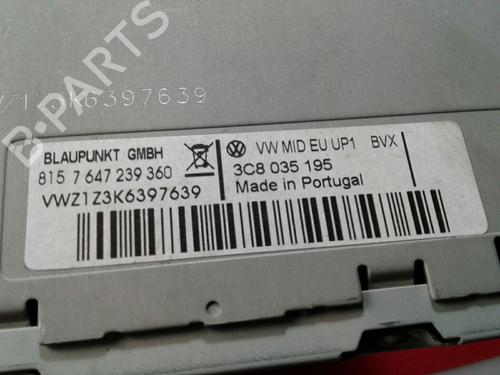 B-PARTS
Z1Z3K6397639
BLAUPUNKT GMBH
815 7 647 239 360
VWZ1Z3K6397639
VW MID EU UP1 BVX
3C8 035 195
Made in Portugal